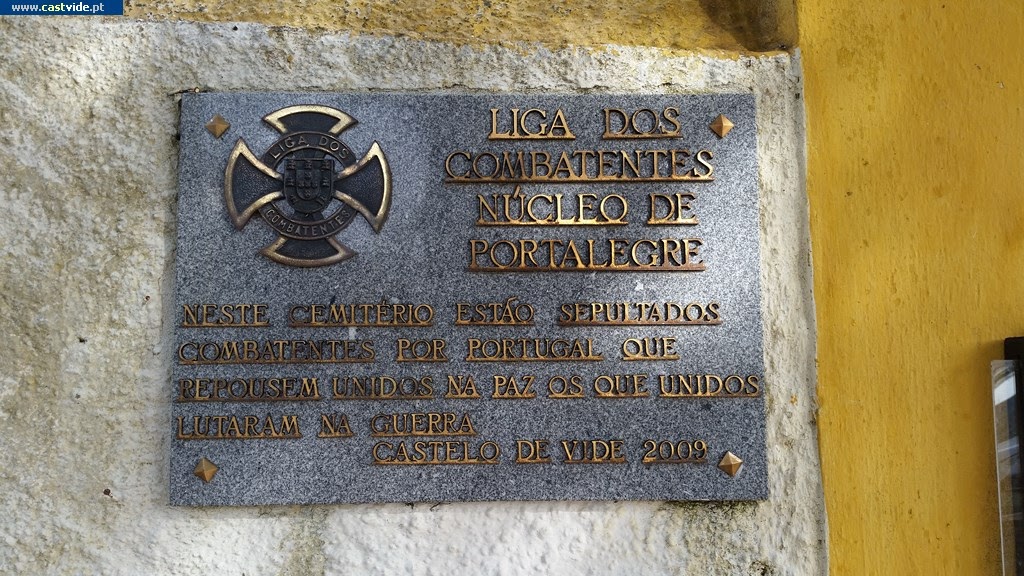 www.castvide.pt
LIGA DOS
COMBATENTES
LIGA DOS
COMBATENTES
NÚCLEO DE
PORTALEGRE
NESTE CEMITÉRIO ESTÃO SEPULTADOS
COMBATENTES POR PORTUGAL QUE
REPOUSEM UNIDOS NA PAZ OS QUE UNIDOS
LUTARAM NA GUERRA
CASTELO DE VIDE 2009